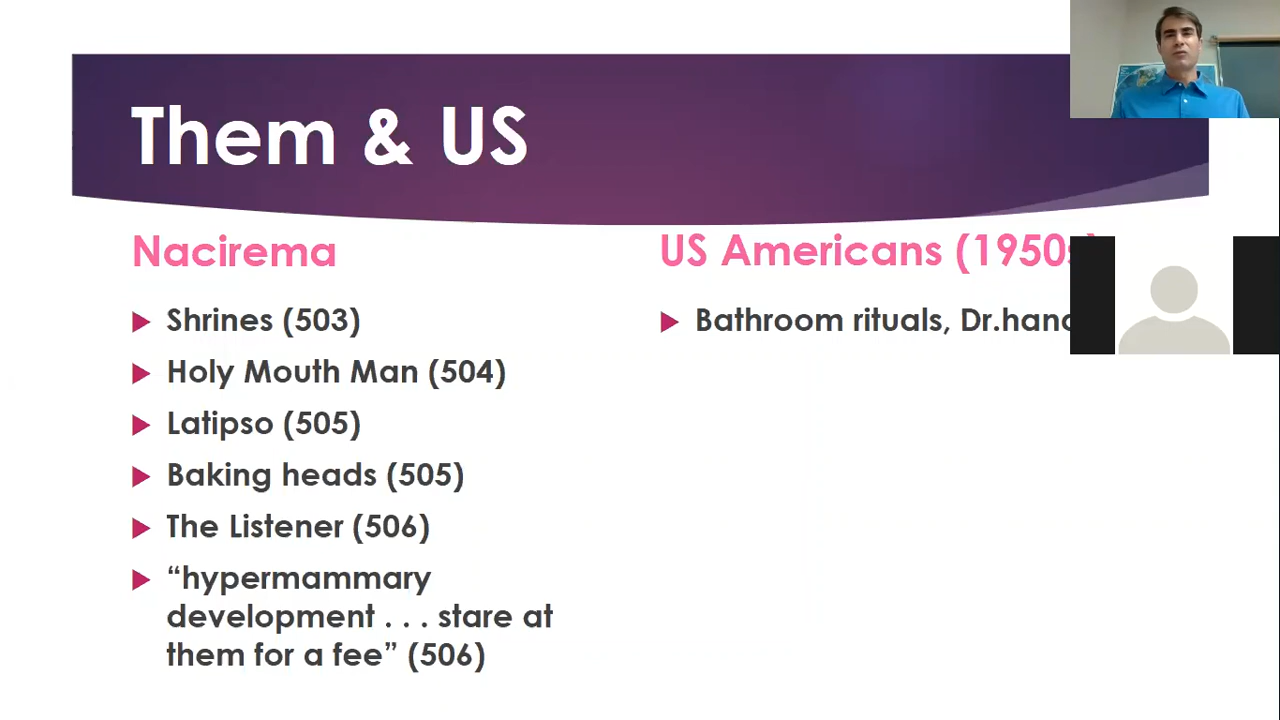 Them & US
Nacirema
Shrines (503)
Holy Mouth Man (504)
Latipso (505)
Baking heads (505)
The Listener (506)
“hypermammary
development . . . stare at
them for a fee” (506)
US Americans (1950s)
Bathroom rituals,